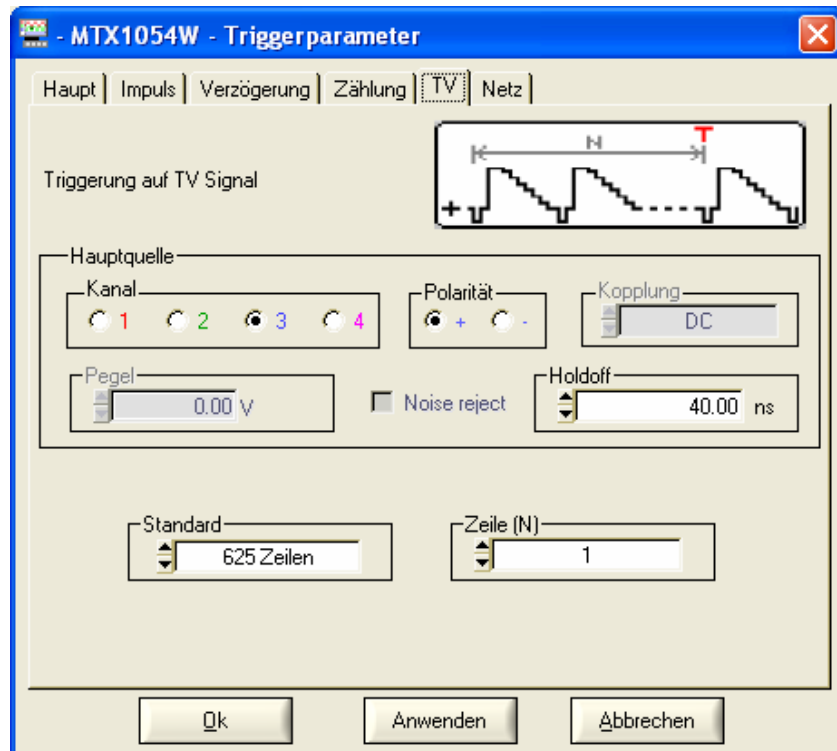 - MTX1054W - Triggerparameter
Haupt Impuls Verzögerung Zählung TV Netz
N T
Triggerung auf TV Signal
+
Hauptquelle
Kanal Polarität Kopplung
1 2 3 4 + - DC
Pegel Holdoff
0.00 V Noise reject 40.00 ns
Standard Zeile (N)
625 Zeilen 1
Ok Anwenden Abbrechen